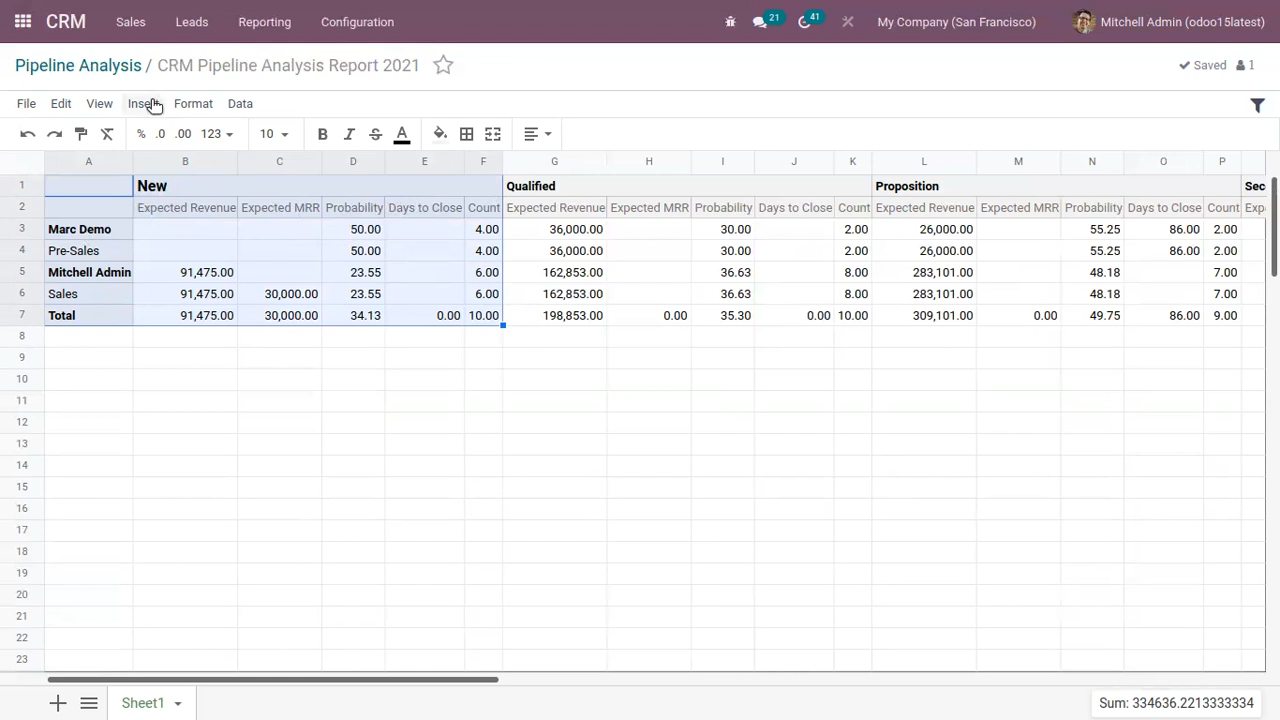 CRM Sales Leads Reporting Configuration 21 41 My Company (San Francisco) Mitchell Admin (odoo15latest)
Pipeline Analysis / CRM Pipeline Analysis Report 2021 Saved 1
File Edit View Insert Format Data
% .0 .00 123 10 B I S A
A B C D E F G H I J K L M N O P
1 New Qualified Proposition
2 Expected Revenue Expected MRR Probability Days to Close Count Expected Revenue Expected MRR Probability Days to Close Count Expected Revenue Expected MRR Probability Days to Close Count
3 Marc Demo 50.00 4.00 36,000.00 30.00 2.00 26,000.00 55.25 86.00 2.00
4 Pre-Sales 50.00 4.00 36,000.00 30.00 2.00 26,000.00 55.25 86.00 2.00
5 Mitchell Admin 91,475.00 23.55 6.00 162,853.00 36.63 8.00 283,101.00 48.18 7.00
6 Sales 91,475.00 30,000.00 23.55 6.00 162,853.00 36.63 8.00 283,101.00 48.18 7.00
7 Total 91,475.00 30,000.00 34.13 0.00 10.00 198,853.00 0.00 35.30 0.00 10.00 309,101.00 0.00 49.75 86.00 9.00
8
9
10
11
12
13
14
15
16
17
18
19
20
21
22
23
Sheet1 Sum: 334636.2213333334